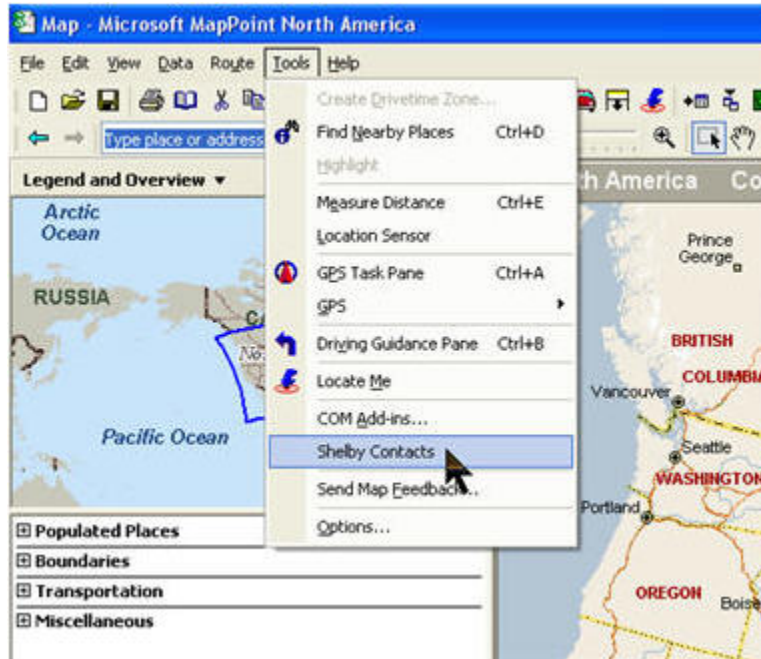 Map - Microsoft MapPoint North America
File Edit View Data Route Tools Help
Type place or address
Legend and Overview
Create Drivetime Zone...
Find Nearby Places Ctrl+D
Highlight
Measure Distance Ctrl+E
Location Sensor
GPS Task Pane Ctrl+A
GPS
Driving Guidance Pane Ctrl+B
Locate Me
COM Add-ins...
Shelby Contacts
Send Map Feedback...
Options...
Arctic
Ocean
RUSSIA
Pacific Ocean
Populated Places
Boundaries
Transportation
Miscellaneous
th America Co
Prince
George
BRITISH
COLUMBIA
Vancouver
Seattle
WASHINGTON
Portland
OREGON
Boise